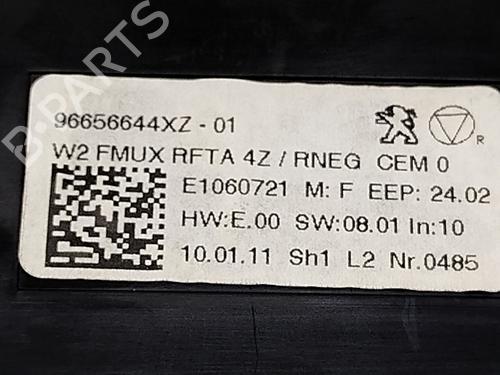 96656644XZ - 01
R
W2 FMUX RFTA 4Z / RNEG CEM 0
E1060721 M: F EEP: 24.02
HW:E.00 SW:08.01 In:10
10.01.11 Sh1 L2 Nr.0485
B-PARTS